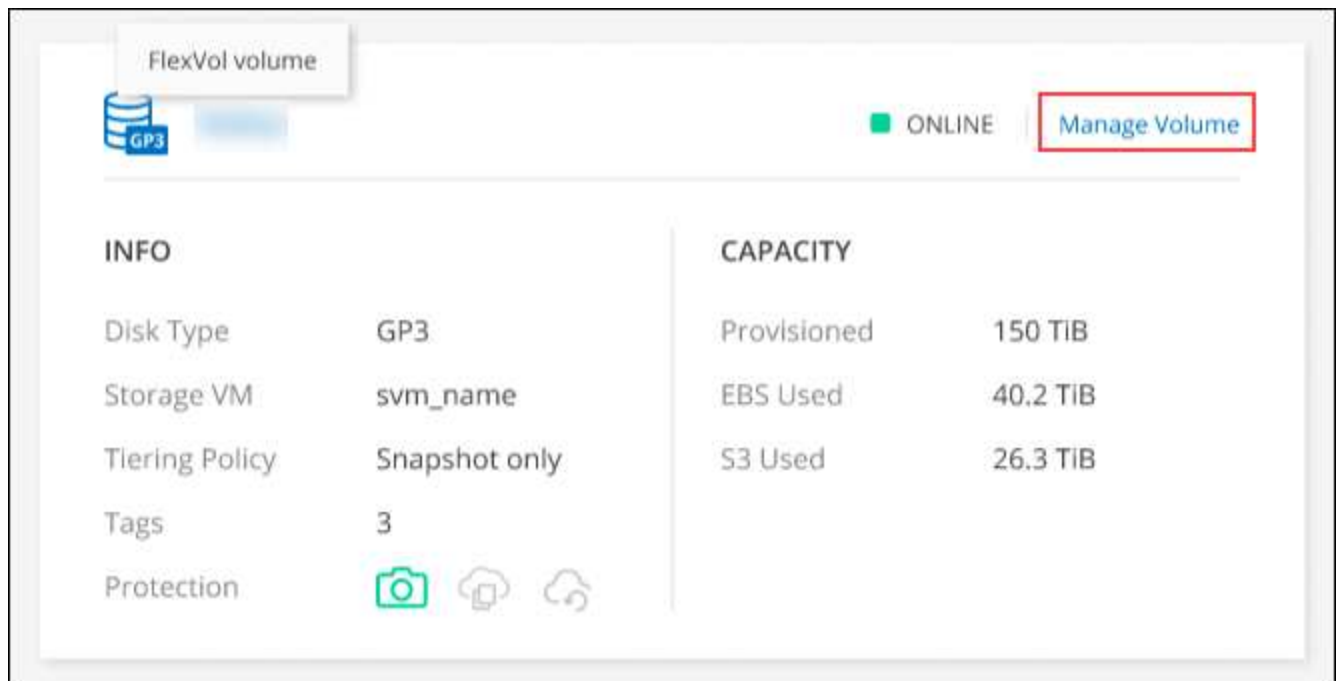 FlexVol volume
GP3
ONLINE
Manage Volume
INFO
Disk Type GP3
Storage VM svm_name
Tiering Policy Snapshot only
Tags 3
Protection
CAPACITY
Provisioned 150 TiB
EBS Used 40.2 TiB
S3 Used 26.3 TiB